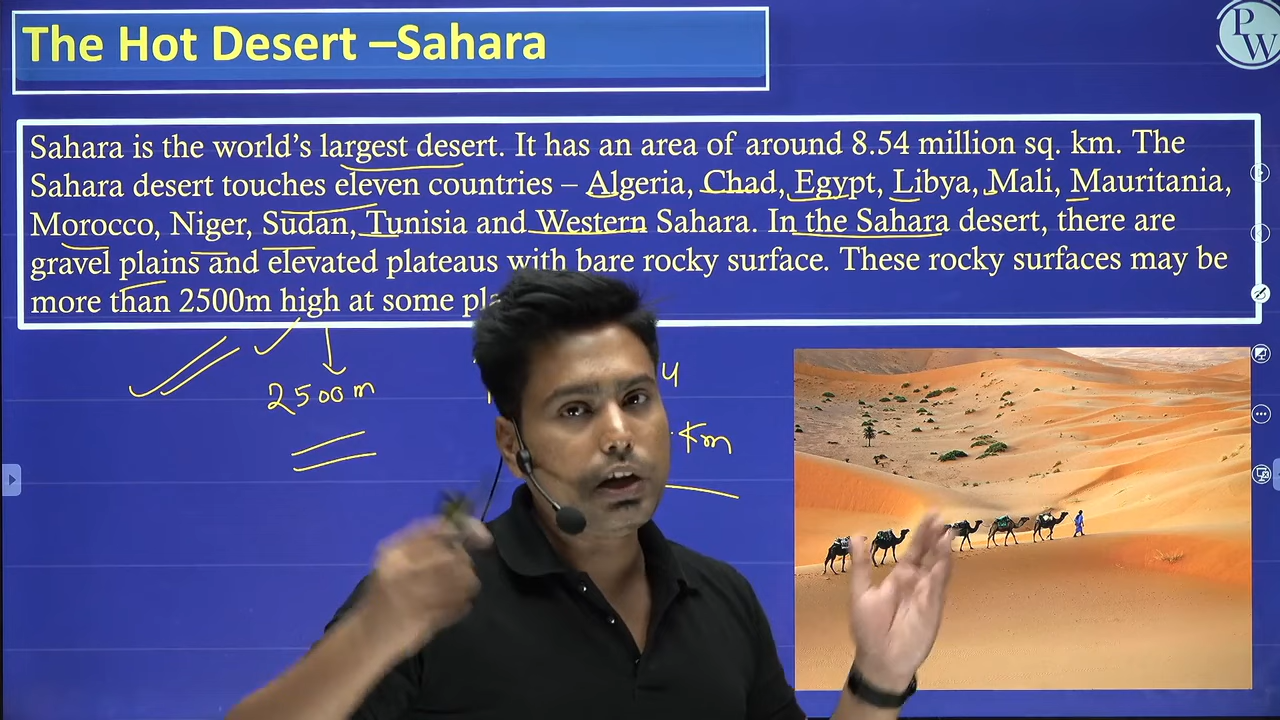 The Hot Desert –Sahara
PW
Sahara is the world's largest desert. It has an area of around 8.54 million sq. km. The
Sahara desert touches eleven countries – Algeria, Chad, Egypt, Libya, Mali, Mauritania,
Morocco, Niger, Sudan, Tunisia and Western Sahara. In the Sahara desert, there are
gravel plains and elevated plateaus with bare rocky surface. These rocky surfaces may be
more than 2500m high at some
2500m
Km